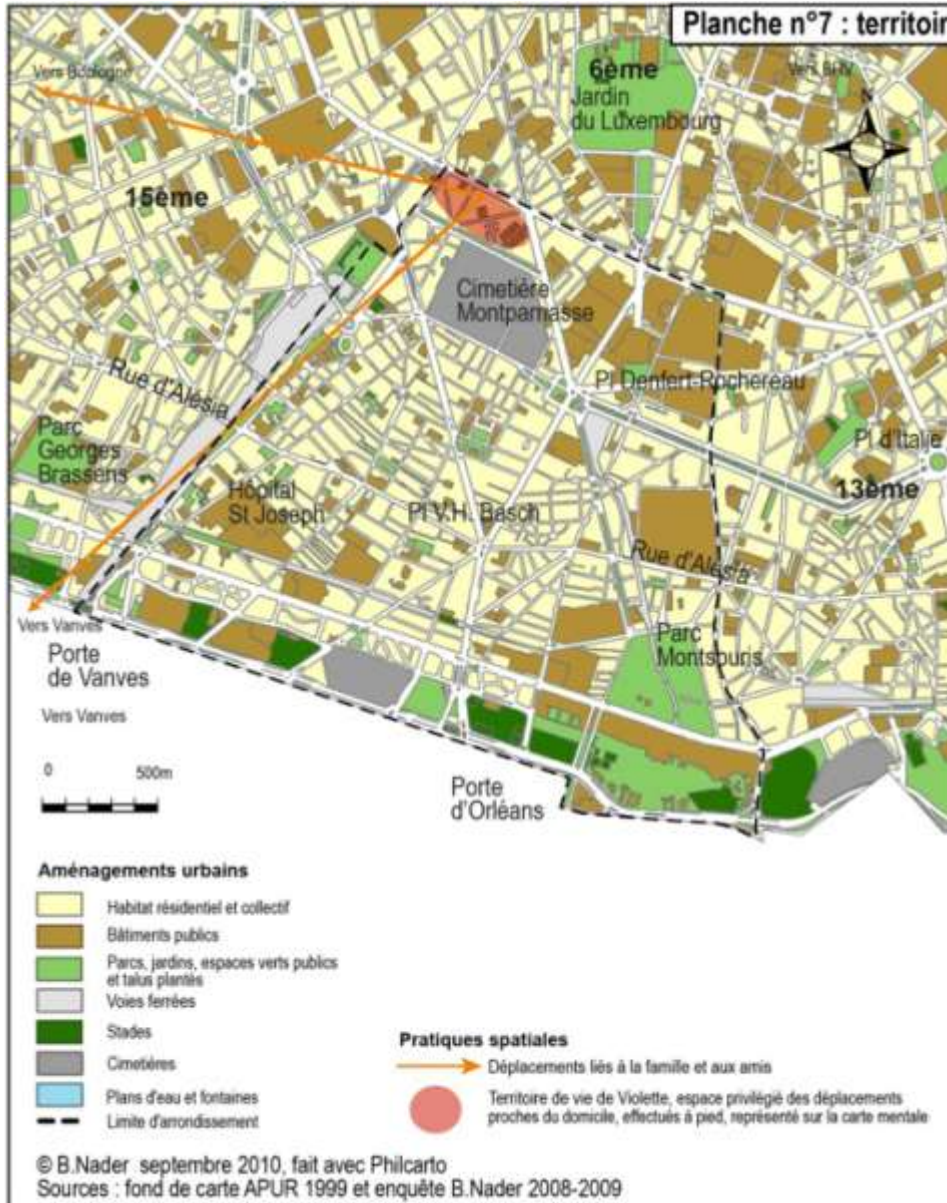 Planche n°7 : territoir
Vers Boulogne
6ème
Jardin
du Luxembourg
N
15ème
Cimetière
Montparnasse
Rue d'Alésia
Pl Denfert-Rochereau
Parc
Georges
Brassens
Pl d'Italie
13ème
Hôpital
St Joseph
Pl V.H. Basch
Rue d'Alésia
Vers Vanves
Parc
Montsouris
Porte
de Vanves
Vers Vanves
0 500m
Porte
d'Orléans
Aménagements urbains
Habitat résidentiel et collectif
Bâtiments publics
Parcs, jardins, espaces verts publics
et talus plantés
Voies ferrées
Stades
Cimetières
Plans d'eau et fontaines
Limite d'arrondissement
Pratiques spatiales
Déplacements liés à la famille et aux amis
Territoire de vie de Violette, espace privilégié des déplacements
proches du domicile, effectués à pied, représenté sur la carte mentale
© B.Nader septembre 2010, fait avec Philcarto
Sources : fond de carte APUR 1999 et enquête B.Nader 2008-2009